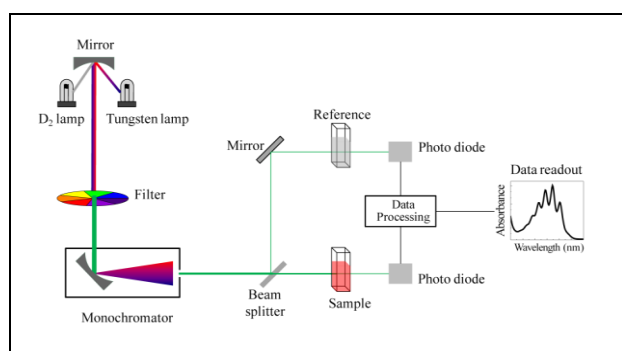 Mirror
D2 lamp
Tungsten lamp
Filter
Monochromator
Mirror
Beam
splitter
Reference
Sample
Photo diode
Data
Processing
Photo diode
Data readout
Absorbance
Wavelength (nm)